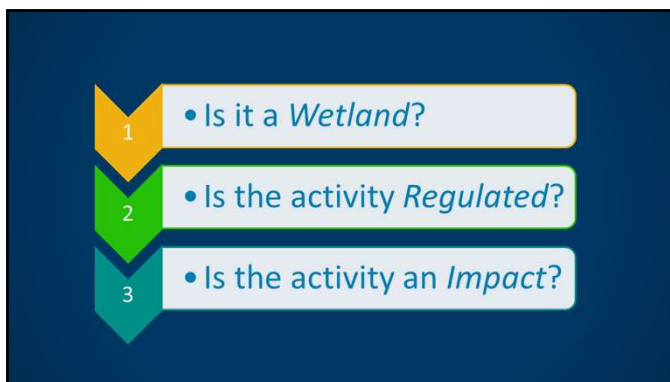 1 • Is it a Wetland?
2 • Is the activity Regulated?
3 • Is the activity an Impact?